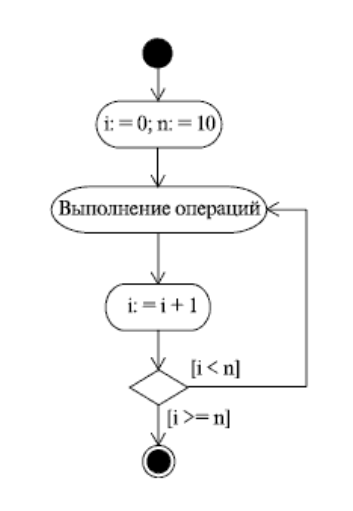 i: = 0; n: = 10
Выполнение операций
i: = i + 1
[i < n]
[i >= n]